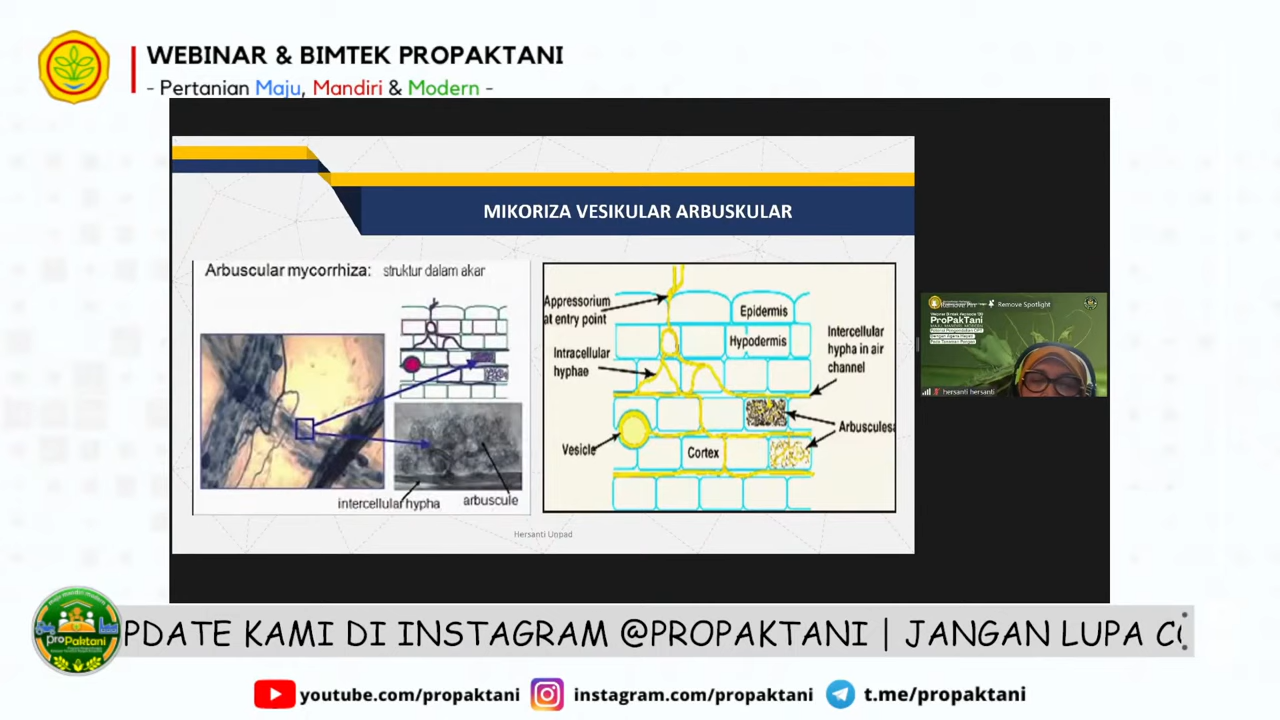 WEBINAR & BIMTEK PROPAKTANI
- Pertanian Maju, Mandiri & Modern -
MIKORIZA VESIKULAR ARBUSKULAR
Arbuscular mycorrhiza: struktur dalam akar
intercellular hypha
arbuscule
Appressorium
at entry point
Epidermis
Hypodermis
Intercellular
hypha in air
channel
Intracellular
hyphae
Arbuscules
Vesicle
Cortex
Hersanti Unpad
Remove Spotlight
ProPakTani
hersanti hersanti
proPaktani
PDATE KAMI DI INSTAGRAM @PROPAKTANI | JANGAN LUPA
youtube.com/propaktani
instagram.com/propaktani
t.me/propaktani